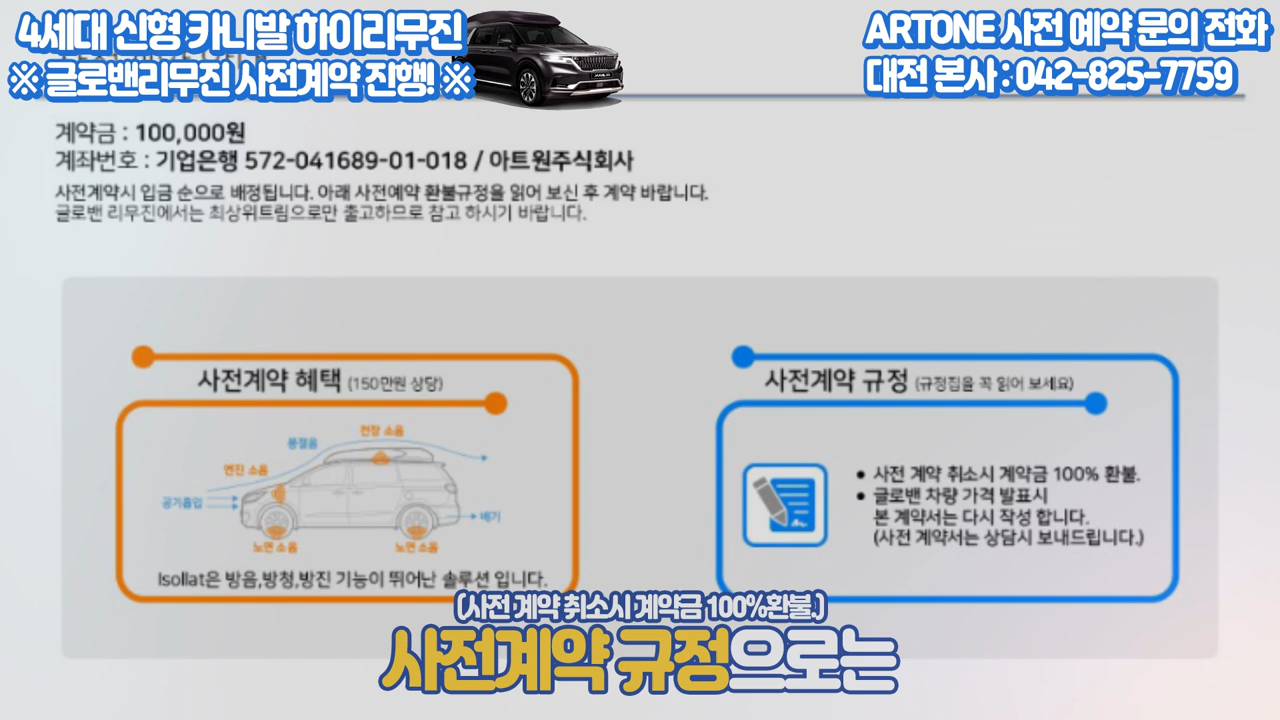 4세대 신형 카니발 하이리무진
※ 글로밴리무진 사전계약 진행! ※
ARTONE 사전 예약 문의 전화
대전 본사 : 042-825-7759
계약금 : 100,000원
계좌번호 : 기업은행 572-041689-01-018 / 아트원주식회사
사전계약시 입금 순으로 배정됩니다. 아래 사전예약 환불규정을 읽어 보신 후 계약 바랍니다.
글로밴 리무진에서는 최상위트림으로만 출고하므로 참고 하시기 바랍니다.
사전계약 혜택 (150만원 상당)
천장 소음
풍절음
엔진 소음
공기흡입
배기
노면 소음
노면 소음
Isollat은 방음,방청,방진 기능이 뛰어난 솔루션 입니다.
사전계약 규정 (규정집을 꼭 읽어 보세요)
• 사전 계약 취소시 계약금 100% 환불.
• 글로밴 차량 가격 발표시
본 계약서는 다시 작성 합니다.
(사전 계약서는 상담시 보내드립니다.)
(사전 계약 취소시 계약금 100%환불.)
사전계약 규정으로는